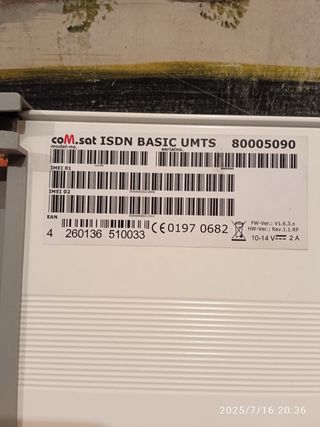 coM.sat ISDN BASIC UMTS 80005090
model-no. serialno.
IMEI 01
IMEI 02
EAN
4 260136 510033
CE 0197 0682
FW-Ver.: V1.6.3.n
HW-Ver.: Rev.1.1.RP
10-14 V 2 A
2025/7/16 20:36